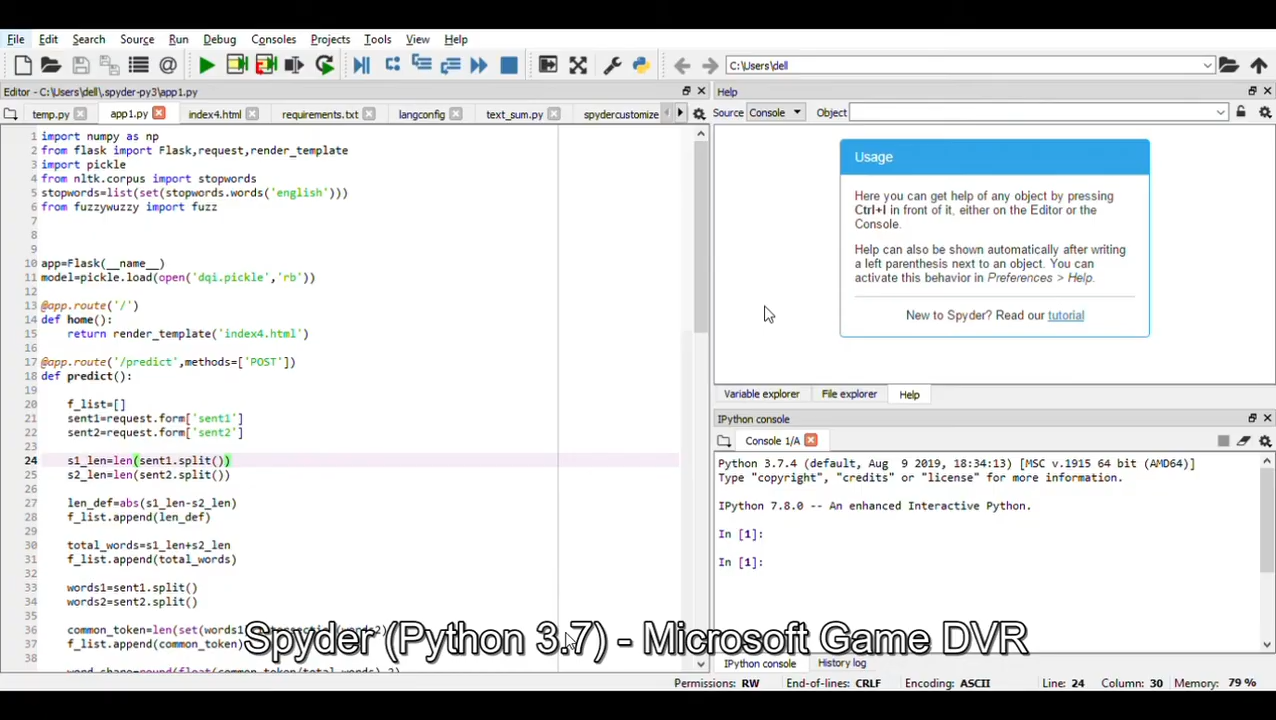 File Edit Search Source Run Debug Consoles Projects Tools View Help
C:\Users\dell
Editor - C:\Users\dell\.spyder-py3\app1.py
temp.py app1.py index4.html requirements.txt langconfig text_sum.py spydercustomize
1 import numpy as np
2 from flask import Flask,request,render_template
3 import pickle
4 from nltk.corpus import stopwords
5 stopwords=list(set(stopwords.words('english')))
6 from fuzzywuzzy import fuzz
7
8
9
10 app=Flask(__name__)
11 model=pickle.load(open('dqi.pickle','rb'))
12
13 @app.route('/')
14 def home():
15 return render_template('index4.html')
16
17 @app.route('/predict',methods=['POST'])
18 def predict():
19
20 f_list=[]
21 sent1=request.form['sent1']
22 sent2=request.form['sent2']
23
24 s1_len=len(sent1.split())
25 s2_len=len(sent2.split())
26
27 len_def=abs(s1_len-s2_len)
28 f_list.append(len_def)
29
30 total_words=s1_len+s2_len
31 f_list.append(total_words)
32
33 words1=sent1.split()
34 words2=sent2.split()
35
36 common_token=len(set(words1
37 f_list.append(common_token)
38
Help
Source Console Object
Usage
Here you can get help of any object by pressing
Ctrl+I in front of it, either on the Editor or the
Console.
Help can also be shown automatically after writing
a left parenthesis next to an object. You can
activate this behavior in Preferences > Help.
New to Spyder? Read our tutorial
Variable explorer File explorer Help
IPython console
Console 1/A
Python 3.7.4 (default, Aug 9 2019, 18:34:13) [MSC v.1915 64 bit (AMD64)]
Type "copyright", "credits" or "license" for more information.
IPython 7.8.0 -- An enhanced Interactive Python.
In [1]:
In [1]:
Spyder (Python 3.7) - Microsoft Game DVR
IPython console History log
Permissions: RW End-of-lines: CRLF Encoding: ASCII Line: 24 Column: 30 Memory: 79 %